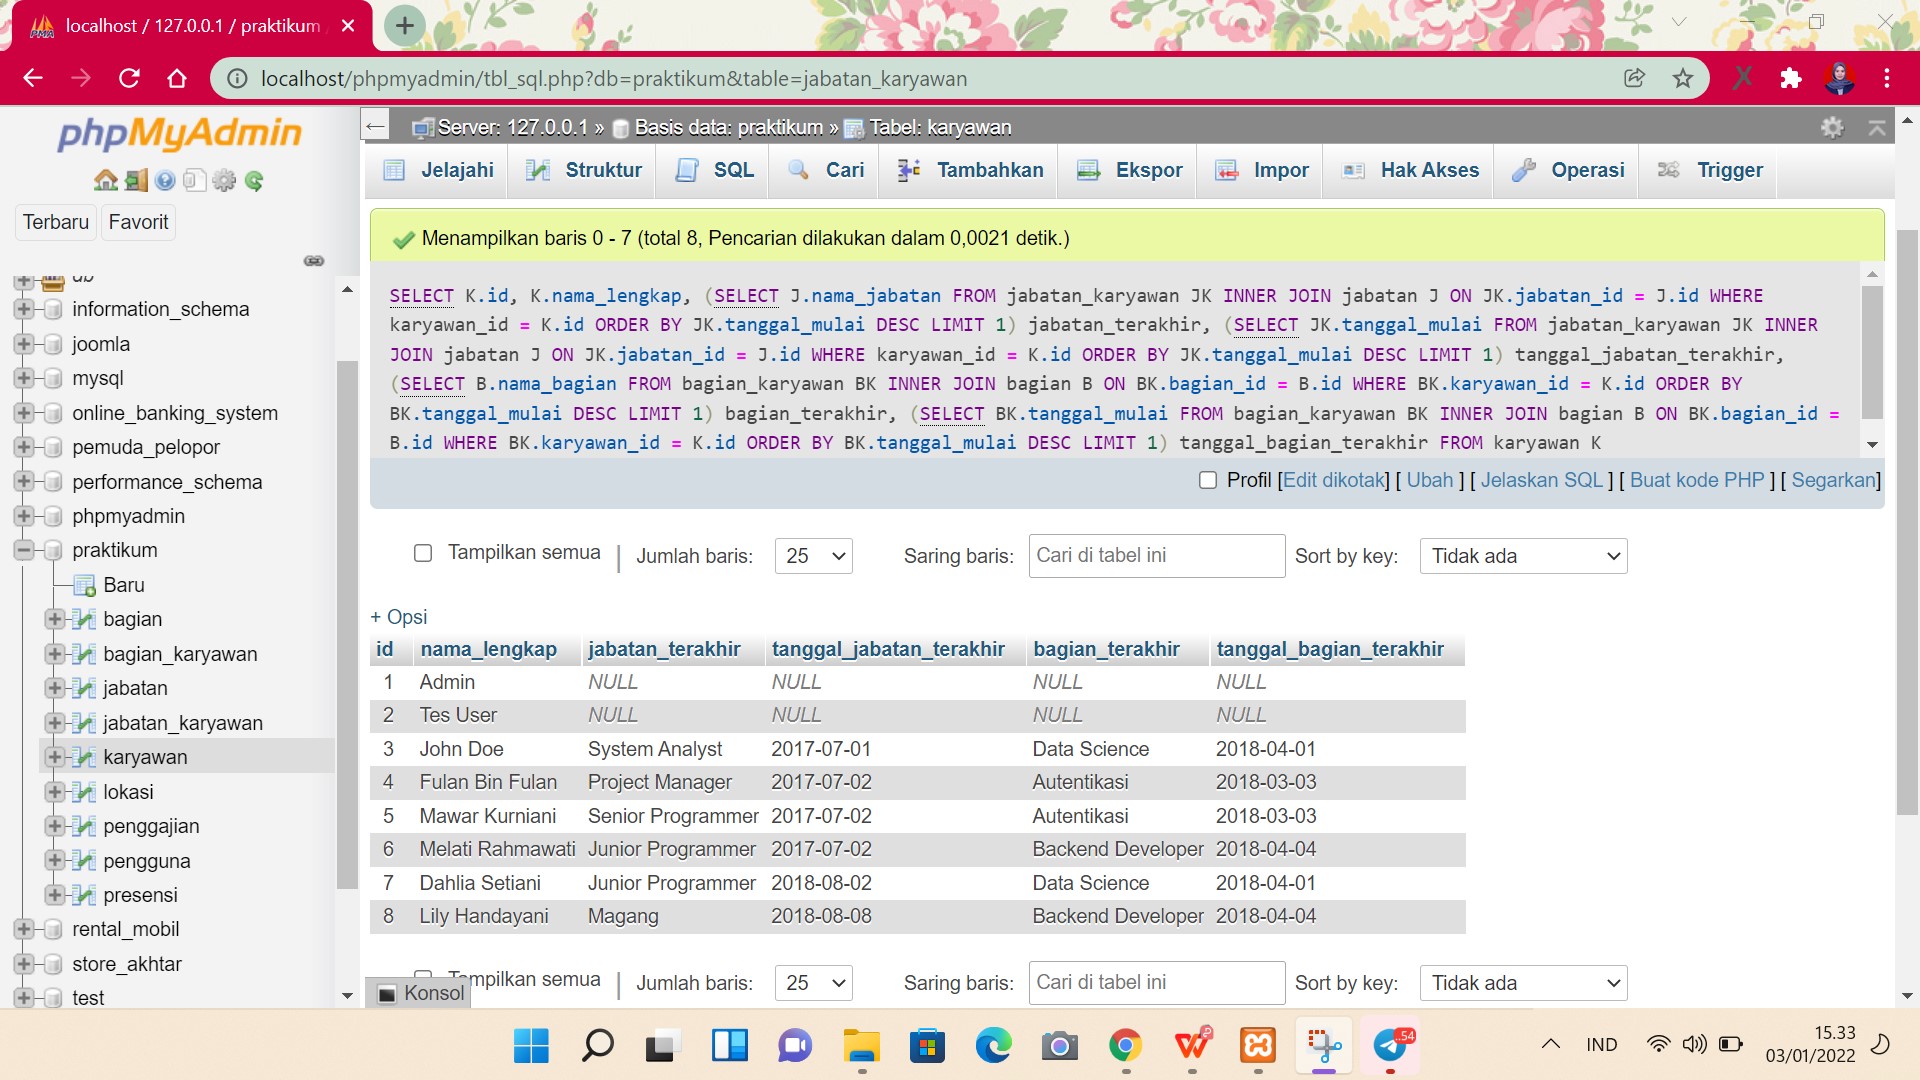 localhost / 127.0.0.1 / praktikum
localhost/phpmyadmin/tbl_sql.php?db=praktikum&table=jabatan_karyawan
phpMyAdmin
Terbaru
Favorit
db
information_schema
joomla
mysql
online_banking_system
pemuda_pelopor
performance_schema
phpmyadmin
praktikum
Baru
bagian
bagian_karyawan
jabatan
jabatan_karyawan
karyawan
lokasi
penggajian
pengguna
presensi
rental_mobil
store_akhtar
test
Server: 127.0.0.1 » Basis data: praktikum » Tabel: karyawan
Jelajahi Struktur SQL Cari Tambahkan Ekspor Impor Hak Akses Operasi Trigger
Menampilkan baris 0 - 7 (total 8, Pencarian dilakukan dalam 0,0021 detik.)
SELECT K.id, K.nama_lengkap, (SELECT J.nama_jabatan FROM jabatan_karyawan JK INNER JOIN jabatan J ON JK.jabatan_id = J.id WHERE
karyawan_id = K.id ORDER BY JK.tanggal_mulai DESC LIMIT 1) jabatan_terakhir, (SELECT JK.tanggal_mulai FROM jabatan_karyawan JK INNER
JOIN jabatan J ON JK.jabatan_id = J.id WHERE karyawan_id = K.id ORDER BY JK.tanggal_mulai DESC LIMIT 1) tanggal_jabatan_terakhir,
(SELECT B.nama_bagian FROM bagian_karyawan BK INNER JOIN bagian B ON BK.bagian_id = B.id WHERE BK.karyawan_id = K.id ORDER BY
BK.tanggal_mulai DESC LIMIT 1) bagian_terakhir, (SELECT BK.tanggal_mulai FROM bagian_karyawan BK INNER JOIN bagian B ON BK.bagian_id =
B.id WHERE BK.karyawan_id = K.id ORDER BY BK.tanggal_mulai DESC LIMIT 1) tanggal_bagian_terakhir FROM karyawan K
Profil [Edit dikotak] [ Ubah ] [ Jelaskan SQL ] [ Buat kode PHP ] [ Segarkan]
Tampilkan semua | Jumlah baris: 25 Saring baris: Cari di tabel ini Sort by key: Tidak ada
+ Opsi
id nama_lengkap jabatan_terakhir tanggal_jabatan_terakhir bagian_terakhir tanggal_bagian_terakhir
1 Admin NULL NULL NULL NULL
2 Tes User NULL NULL NULL NULL
3 John Doe System Analyst 2017-07-01 Data Science 2018-04-01
4 Fulan Bin Fulan Project Manager 2017-07-02 Autentikasi 2018-03-03
5 Mawar Kurniani Senior Programmer 2017-07-02 Autentikasi 2018-03-03
6 Melati Rahmawati Junior Programmer 2017-07-02 Backend Developer 2018-04-04
7 Dahlia Setiani Junior Programmer 2018-08-02 Data Science 2018-04-01
8 Lily Handayani Magang 2018-08-08 Backend Developer 2018-04-04
Tampilkan semua | Jumlah baris: 25 Saring baris: Cari di tabel ini Sort by key: Tidak ada
Konsol
..54
IND
15.33
03/01/2022